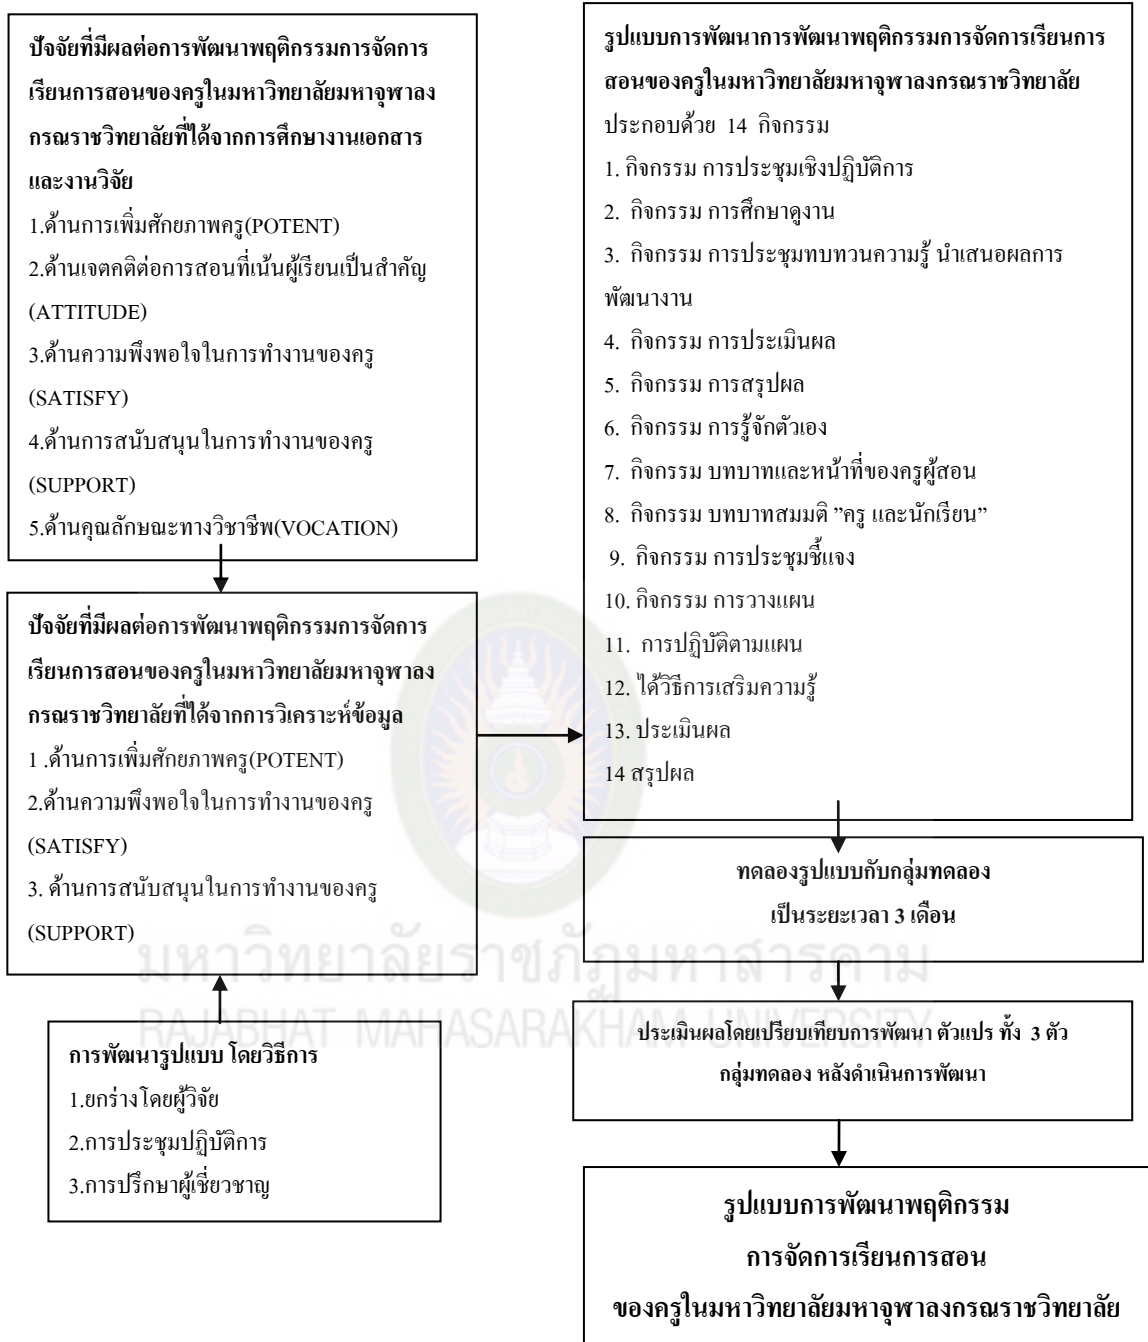 ปัจจัยที่มีผลต่อการพัฒนาพฤติกรรมการจัดการ
เรียนการสอนของครูในมหาวิทยาลัยมหาจุฬาลง
กรณราชวิทยาลัยที่ได้จากการศึกษางานเอกสาร
และงานวิจัย
1.ด้านการเพิ่มศักยภาพครู(POTENT)
2.ด้านเจตคติต่อการสอนที่เน้นผู้เรียนเป็นสำคัญ
(ATTITUDE)
3.ด้านความพึงพอใจในการทำงานของครู
(SATISFY)
4.ด้านการสนับสนุนในการทำงานของครู
(SUPPORT)
5.ด้านคุณลักษณะทางวิชาชีพ(VOCATION)
ปัจจัยที่มีผลต่อการพัฒนาพฤติกรรมการจัดการ
เรียนการสอนของครูในมหาวิทยาลัยมหาจุฬาลง
กรณราชวิทยาลัยที่ได้จากการวิเคราะห์ข้อมูล
1 .ด้านการเพิ่มศักยภาพครู(POTENT)
2.ด้านความพึงพอใจในการทำงานของครู
(SATISFY)
3. ด้านการสนับสนุนในการทำงานของครู
(SUPPORT)
การพัฒนารูปแบบ โดยวิธีการ
1.ยกร่างโดยผู้วิจัย
2.การประชุมปฏิบัติการ
3.การปรึกษาผู้เชี่ยวชาญ
รูปแบบการพัฒนาการพัฒนาพฤติกรรมการจัดการเรียนการ
สอนของครูในมหาวิทยาลัยมหาจุฬาลงกรณราชวิทยาลัย
ประกอบด้วย 14 กิจกรรม
1. กิจกรรม การประชุมเชิงปฏิบัติการ
2. กิจกรรม การศึกษาดูงาน
3. กิจกรรม การประชุมทบทวนความรู้ นำเสนอผลการ
พัฒนางาน
4. กิจกรรม การประเมินผล
5. กิจกรรม การสรุปผล
6. กิจกรรม การรู้จักตัวเอง
7. กิจกรรม บทบาทและหน้าที่ของครูผู้สอน
8. กิจกรรม บทบาทสมมติ ”ครู และนักเรียน”
9. กิจกรรม การประชุมชี้แจง
10. กิจกรรม การวางแผน
11. การปฏิบัติตามแผน
12. ได้วิธีการเสริมความรู้
13. ประเมินผล
14 สรุปผล
ทดลองรูปแบบกับกลุ่มทดลอง
เป็นระยะเวลา 3 เดือน
ประเมินผลโดยเปรียบเทียบการพัฒนา ตัวแปร ทั้ง 3 ตัว
กลุ่มทดลอง หลังดำเนินการพัฒนา
รูปแบบการพัฒนาพฤติกรรม
การจัดการเรียนการสอน
ของครูในมหาวิทยาลัยมหาจุฬาลงกรณราชวิทยาลัย
มหาวิทยาลัยราชภัฏมหาสารคาม
RAJABHAT MAHASARAKHAM UNIVERSITY